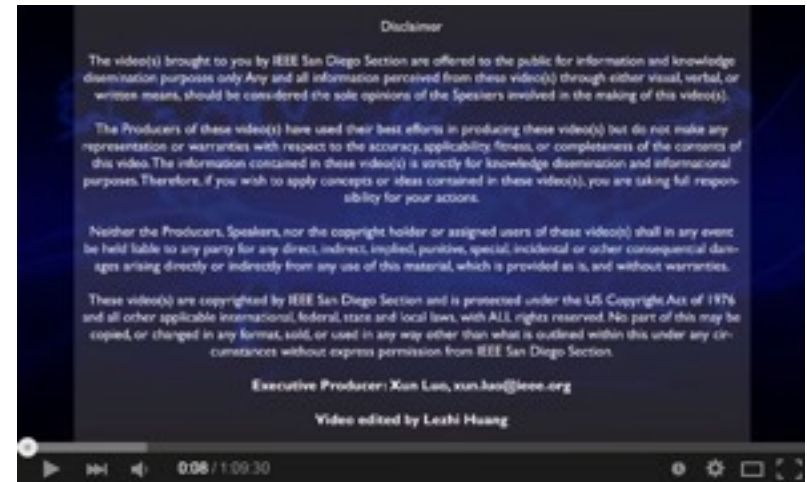 Disclaimer
The video(s) brought to you by IEEE San Diego Section are offered to the public for information and knowledge
disemination purposes only Any and all information perceived from these video(s) through either visual, verbal, or
written means, should be considered the sole opinions of the Speakers involved in the making of this video(s).
The Producers of these video(s) have used their best efforts in producing these video(s) but do not make any
representation or warranties with respect to the accuracy, applicability, fitness, or completeness of the contents of
this video. The information contained in these video(s) is strictly for knowledge disemination and informational
purposes. Therefore, if you wish to apply concepts or ideas contained in these video(s), you are taking full respon-
sibility for your actions.
Neither the Producers, Speakers, nor the copyright holder or assigned users of these video(s) shall in any event
be held liable to any party for any direct, indirect, implied, punitive, special, incidental or other consequential dam-
ages arising directly or indirectly from any use of this material, which is provided as is, and without warranties.
These video(s) are copyrighted by IEEE San Diego Section and is protected under the US Copyright Act of 1976
and all other applicable international, federal, state and local laws, with ALL rights reserved. No part of this may be
copied, or changed in any format, sold, or used in any way other than what is outlined within this under any cir-
cumstances without express permission from IEEE San Diego Section.
Executive Producer: Xun Luo, xun.luo@ieee.org
Video edited by Lezhi Huang
0:08 / 1:09:30